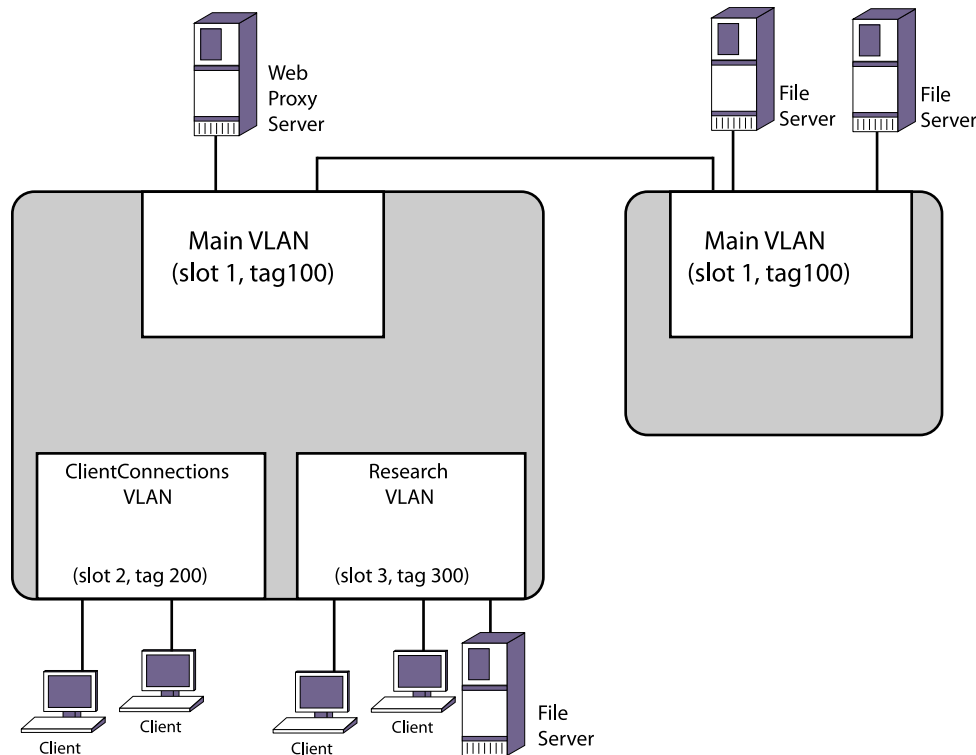 Web
Proxy
Server
File
Server
File
Server
Main VLAN
(slot 1, tag100)
Main VLAN
(slot 1, tag100)
ClientConnections
VLAN
(slot 2, tag 200)
Research
VLAN
(slot 3, tag 300)
Client
Client
Client
Client
File
Server